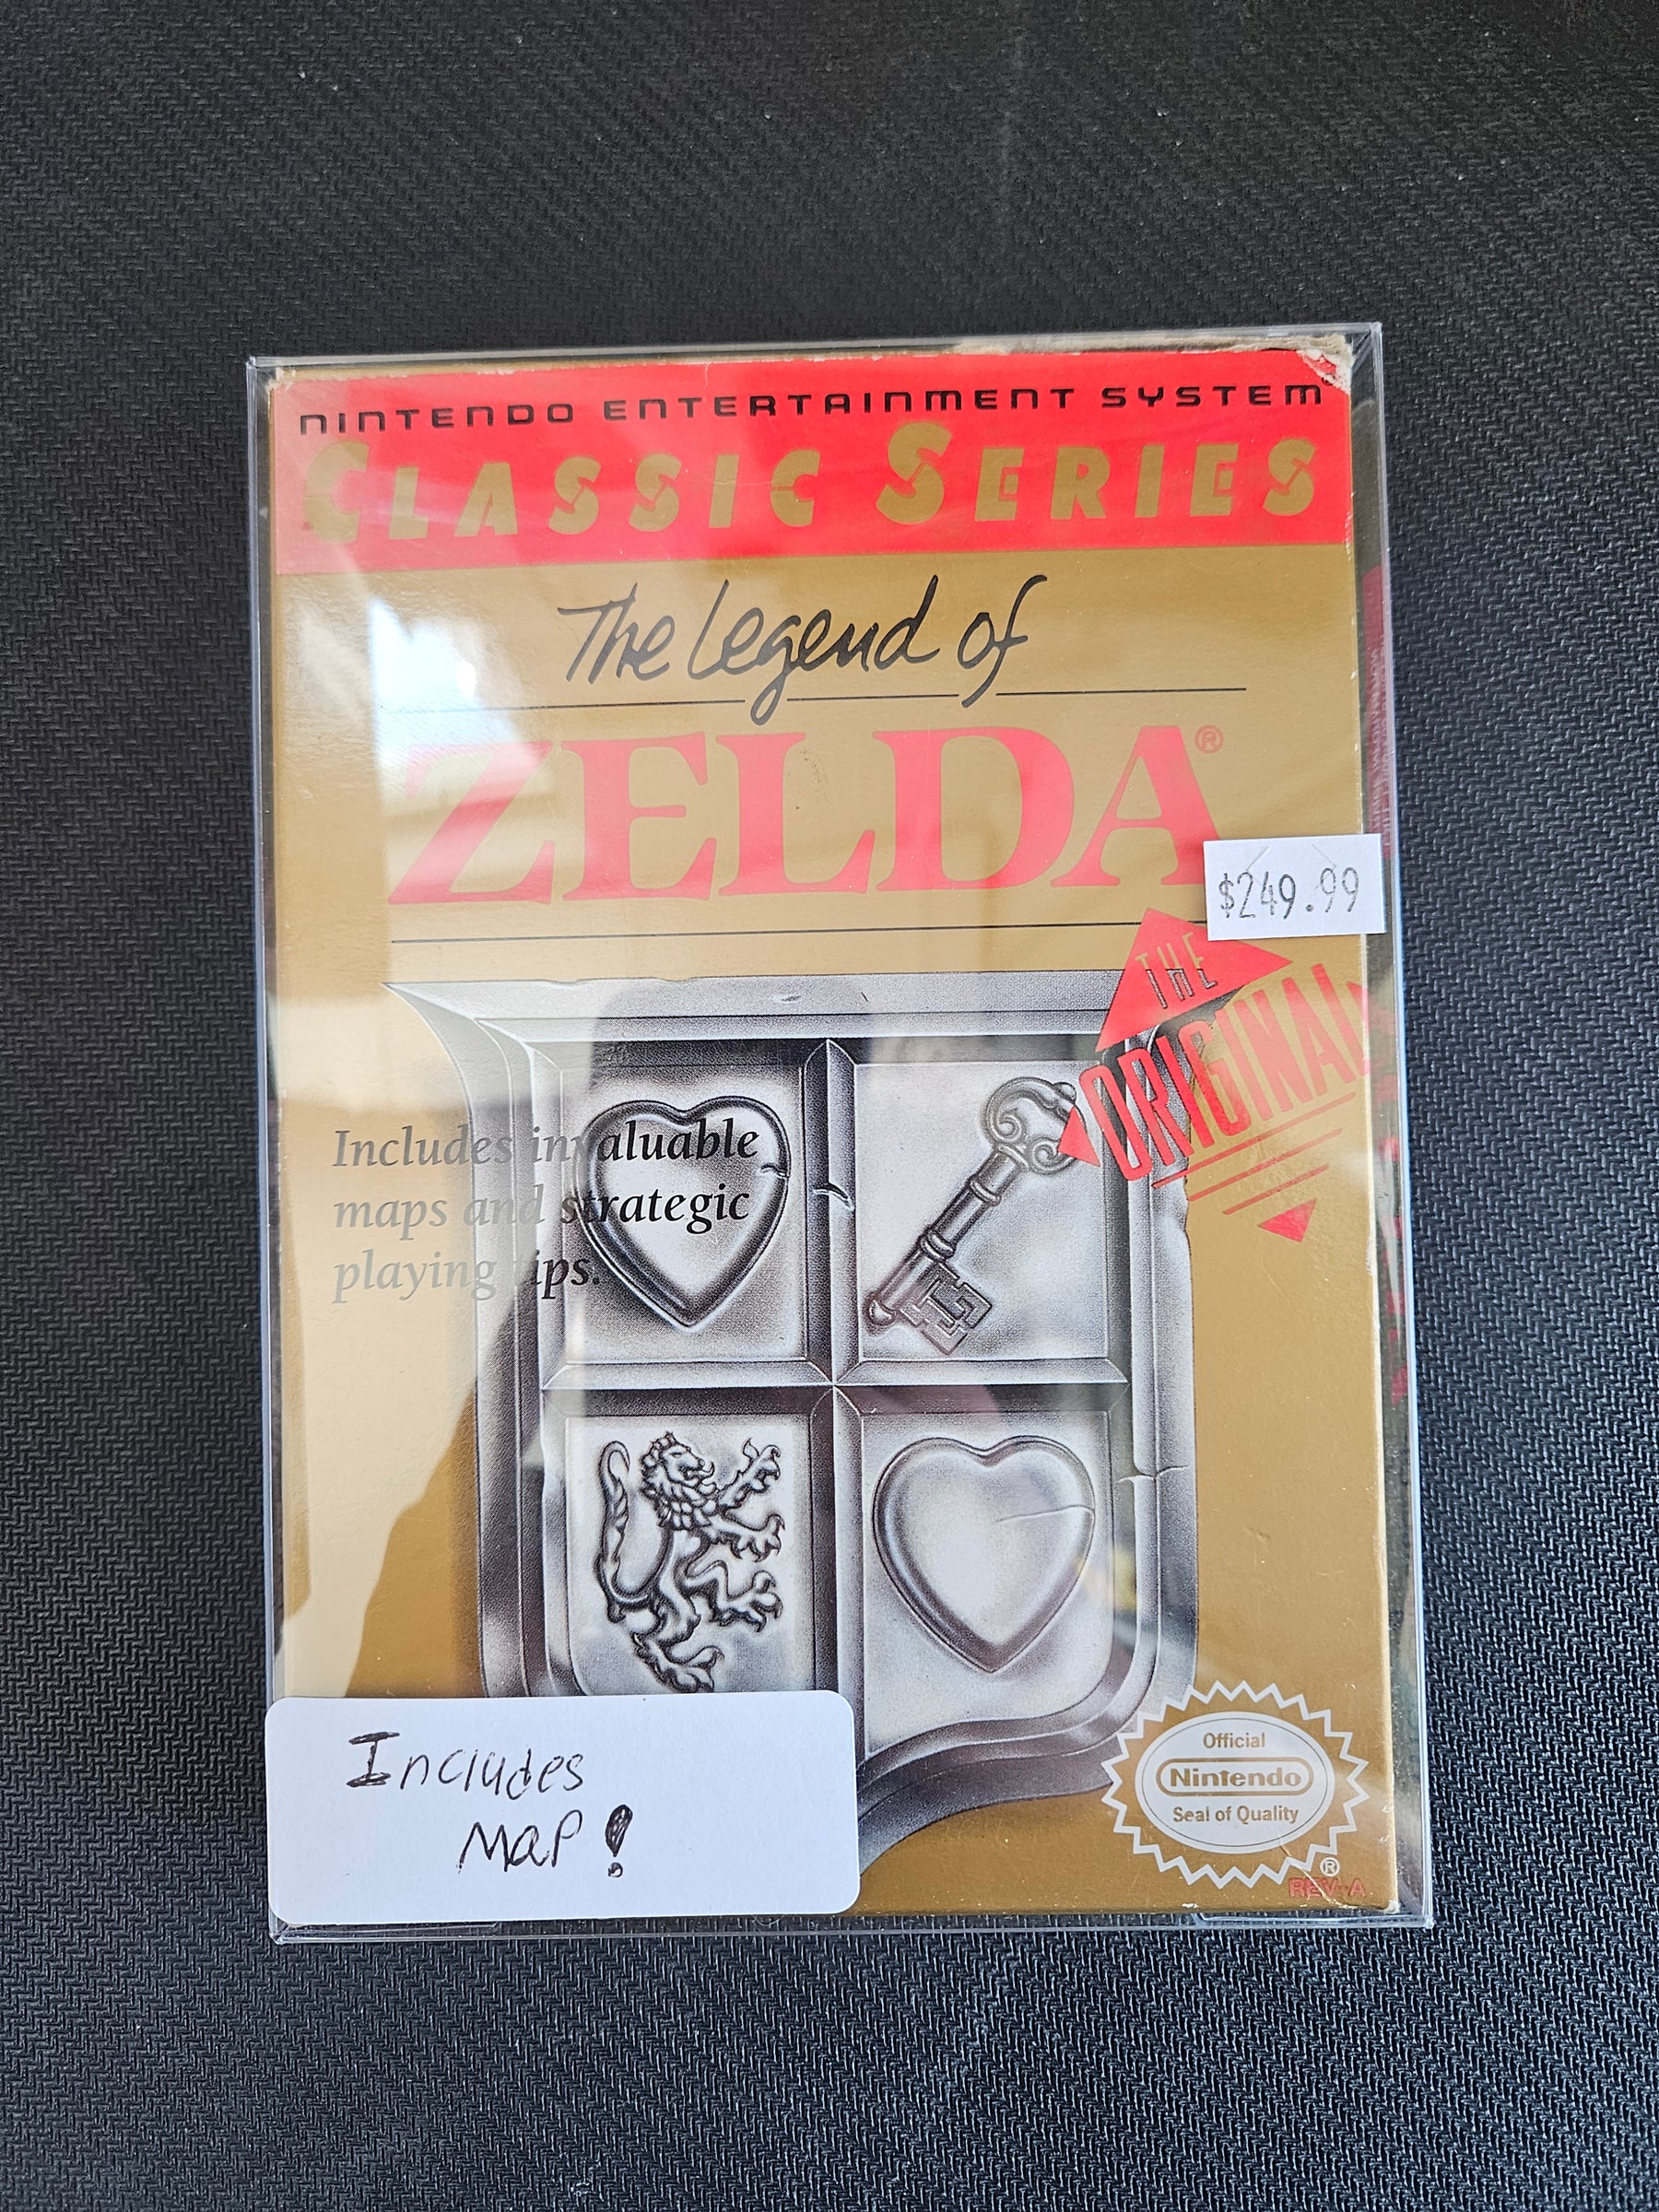 NINTENDO ENTERTAINMENT SYSTEM®
CLASSIC SERIES
The Legend of
ZELDA®
$249.99
THE
ORIGINAL
Includes invaluable
maps and strategic
playing tips.
Includes
Map!
Official
Nintendo
Seal of Quality
®
REV-A